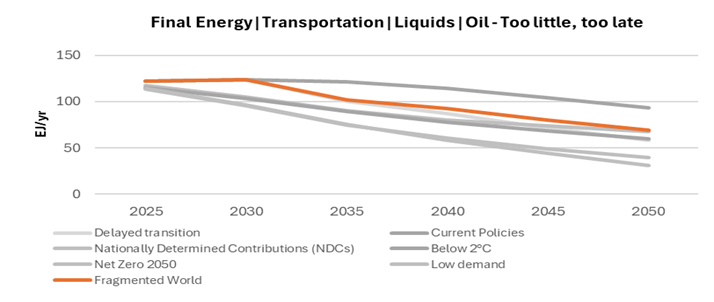 Final Energy|Transportation|Liquids|Oil - Too little, too late
150
100
50
0
EJ/yr
2025 2030 2035 2040 2045 2050
Delayed transition Current Policies
Nationally Determined Contributions (NDCs) Below 2°C
Net Zero 2050 Low demand
Fragmented World